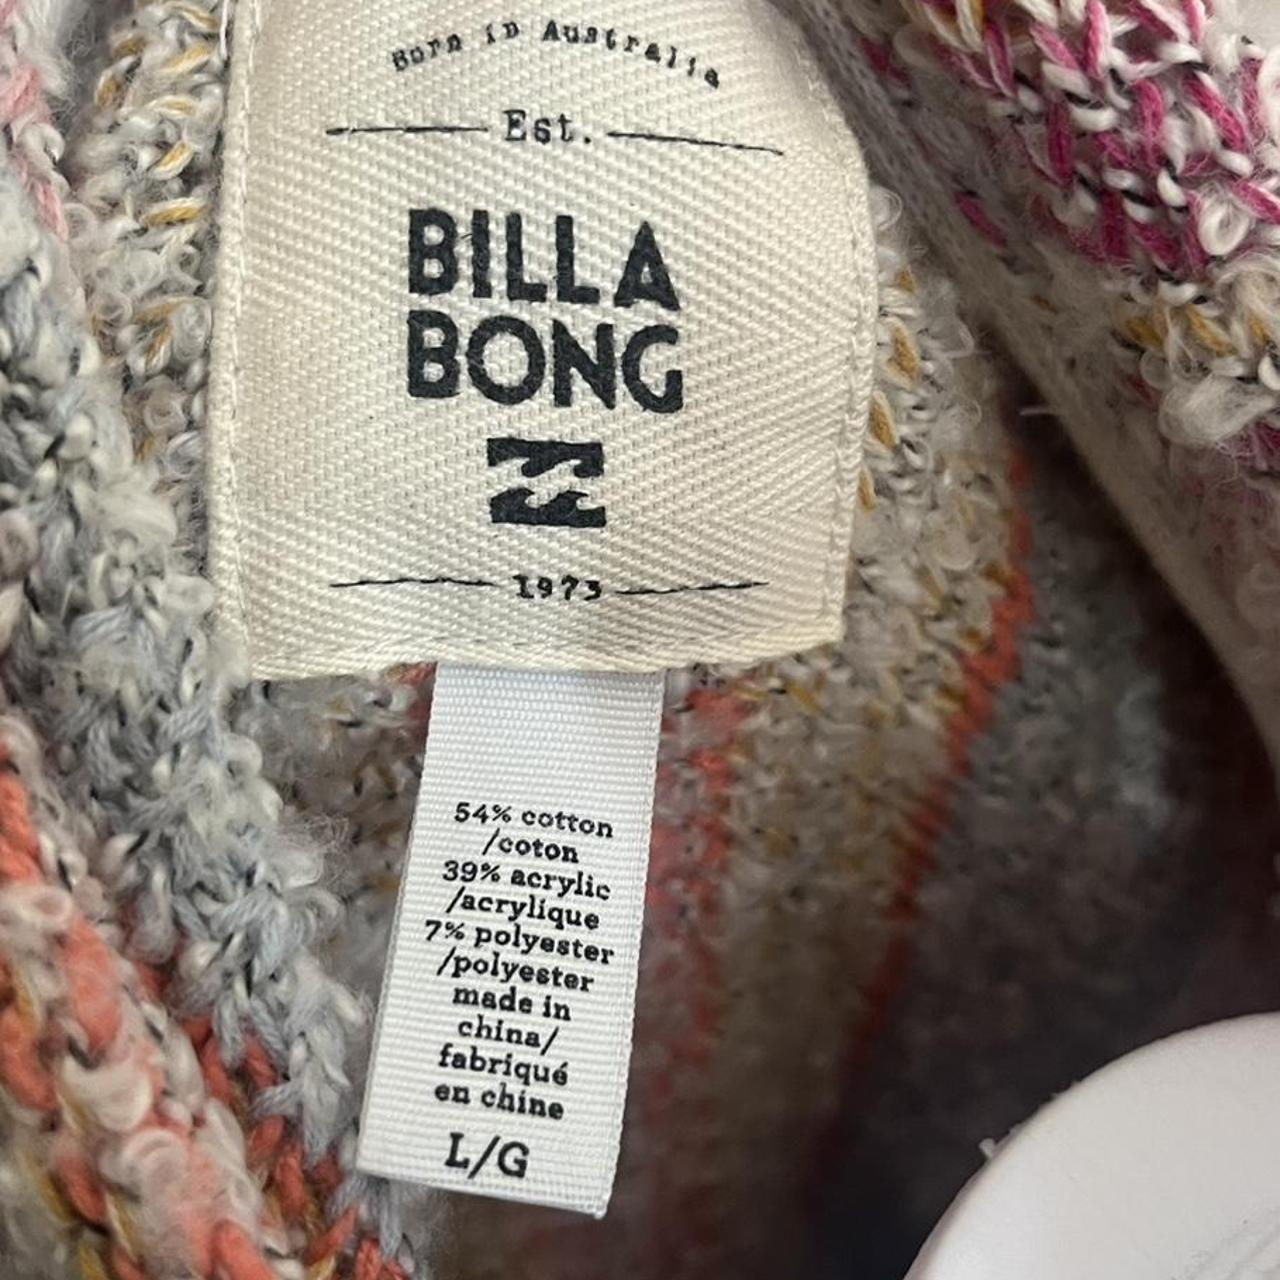 Born in Australia
Est.
BILLA
BONG
1973
54% cotton
/coton
39% acrylic
/acrylique
7% polyester
/polyester
made in
china/
fabriqué
en chine
L/G